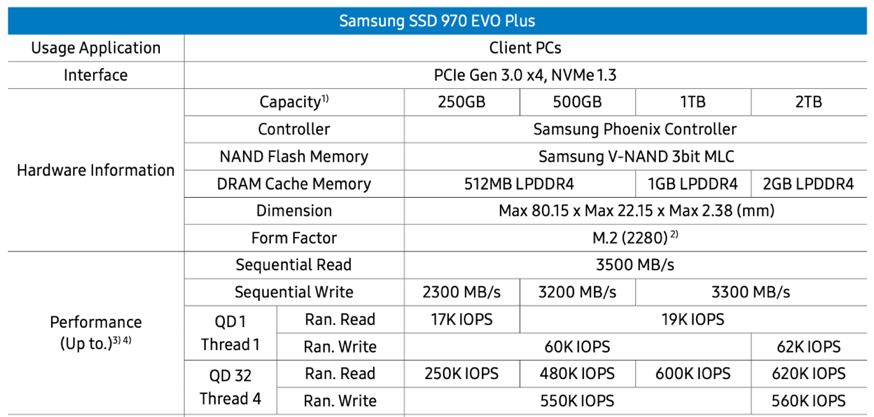 Samsung SSD 970 EVO Plus
Usage Application Client PCs
Interface PCIe Gen 3.0 x4, NVMe 1.3
Hardware Information
Capacity1) 250GB 500GB 1TB 2TB
Controller Samsung Phoenix Controller
NAND Flash Memory Samsung V-NAND 3bit MLC
DRAM Cache Memory 512MB LPDDR4 1GB LPDDR4 2GB LPDDR4
Dimension Max 80.15 x Max 22.15 x Max 2.38 (mm)
Form Factor M.2 (2280) 2)
Performance
(Up to.)3) 4)
Sequential Read 3500 MB/s
Sequential Write 2300 MB/s 3200 MB/s 3300 MB/s
QD 1
Thread 1
Ran. Read 17K IOPS 19K IOPS
Ran. Write 60K IOPS 62K IOPS
QD 32
Thread 4
Ran. Read 250K IOPS 480K IOPS 600K IOPS 620K IOPS
Ran. Write 550K IOPS 560K IOPS